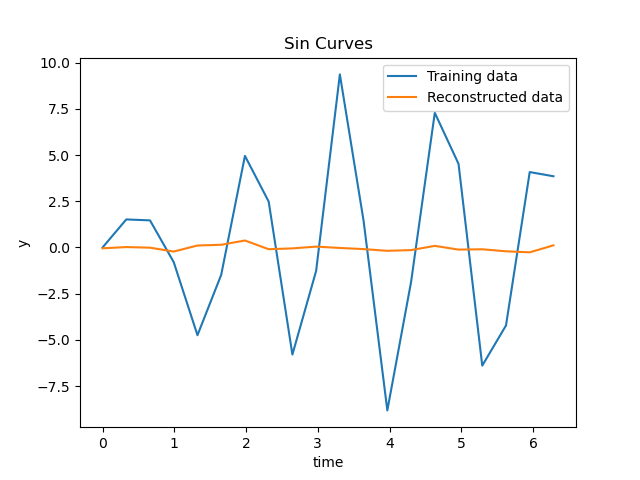 Sin Curves
Training data
Reconstructed data
10.0
7.5
5.0
2.5
0.0
−2.5
−5.0
−7.5
y
0 1 2 3 4 5 6
time